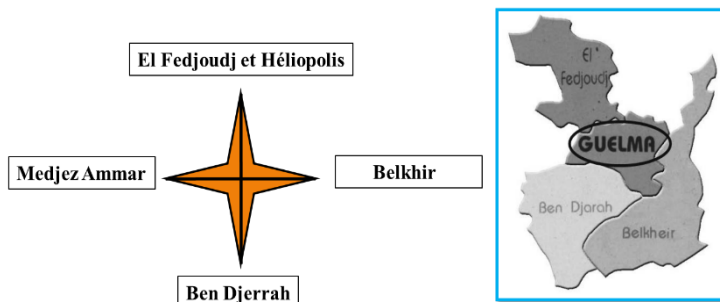 El Fedjoudj et Héliopolis
Medjez Ammar
Belkhir
Ben Djerrah
El
Fedjoudj
GUELMA
Ben Djarah
Belkheir